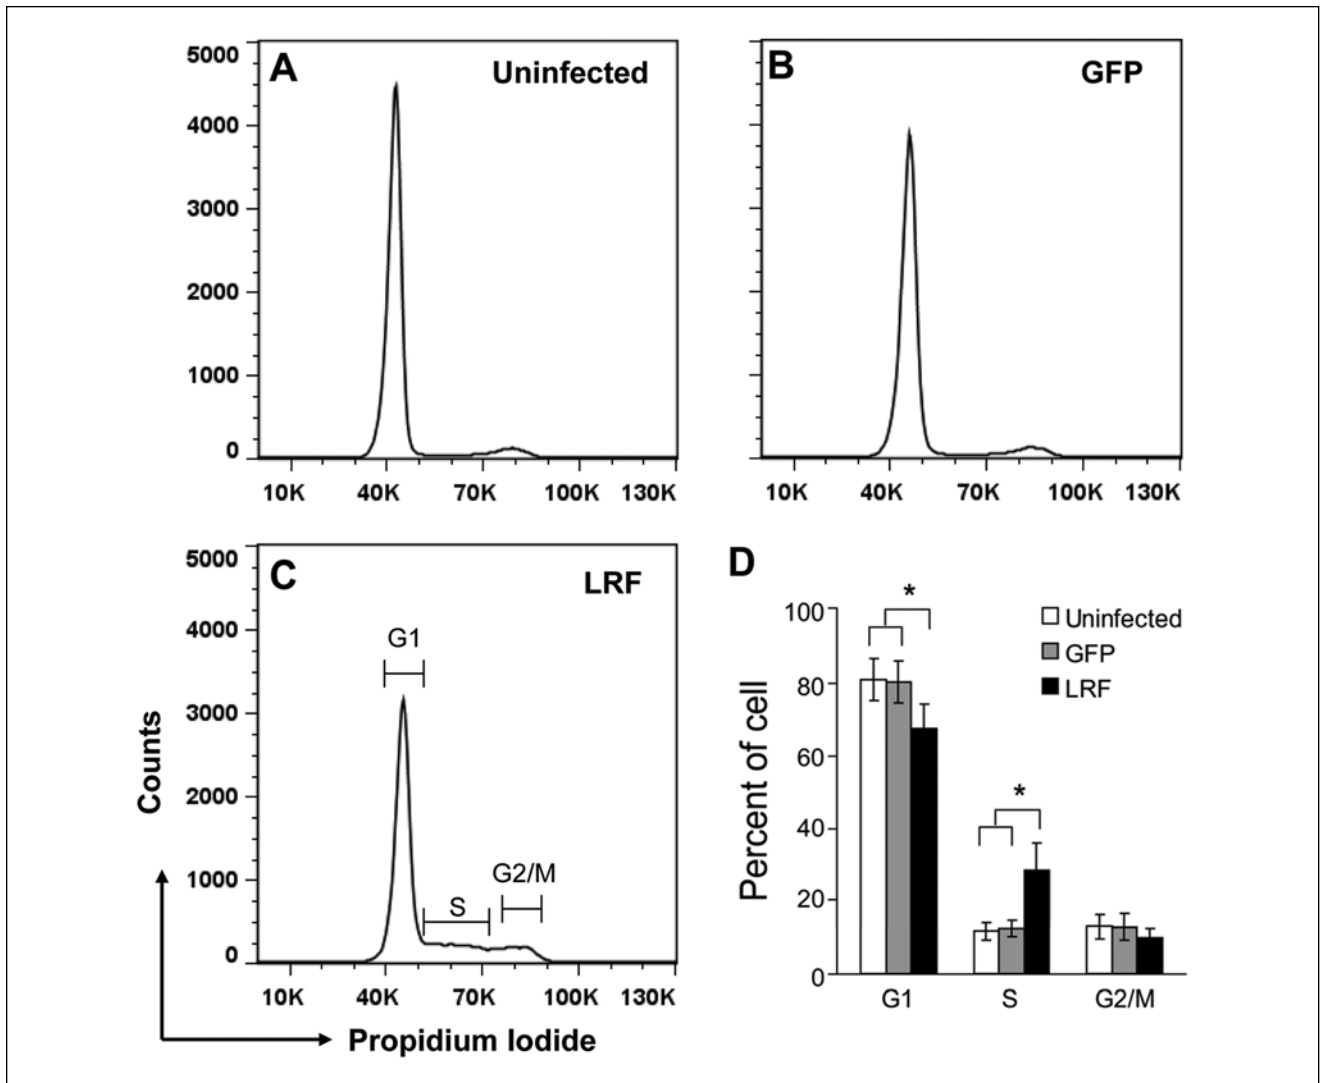 A
Uninfected
5000
4000
3000
2000
1000
0
10K 40K 70K 100K 130K
B
GFP
10K 40K 70K 100K 130K
C
LRF
5000
4000
3000
2000
1000
0
G1
S
G2/M
10K 40K 70K 100K 130K
Counts
Propidium Iodide
D
*
*
Uninfected
GFP
LRF
Percent of cell
100
80
60
40
20
0
G1 S G2/M